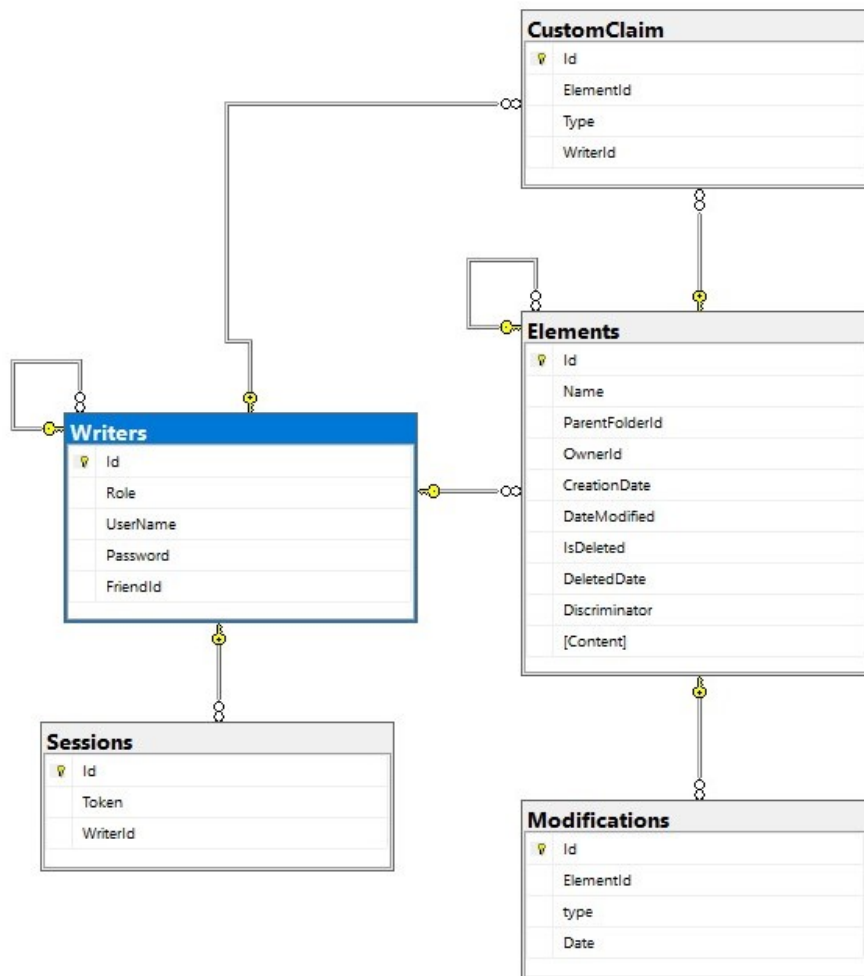 CustomClaim
Id
ElementId
Type
WriterId
Elements
Id
Name
ParentFolderId
OwnerId
CreationDate
DateModified
IsDeleted
DeletedDate
Discriminator
[Content]
Writers
Id
Role
UserName
Password
FriendId
Sessions
Id
Token
WriterId
Modifications
Id
ElementId
type
Date